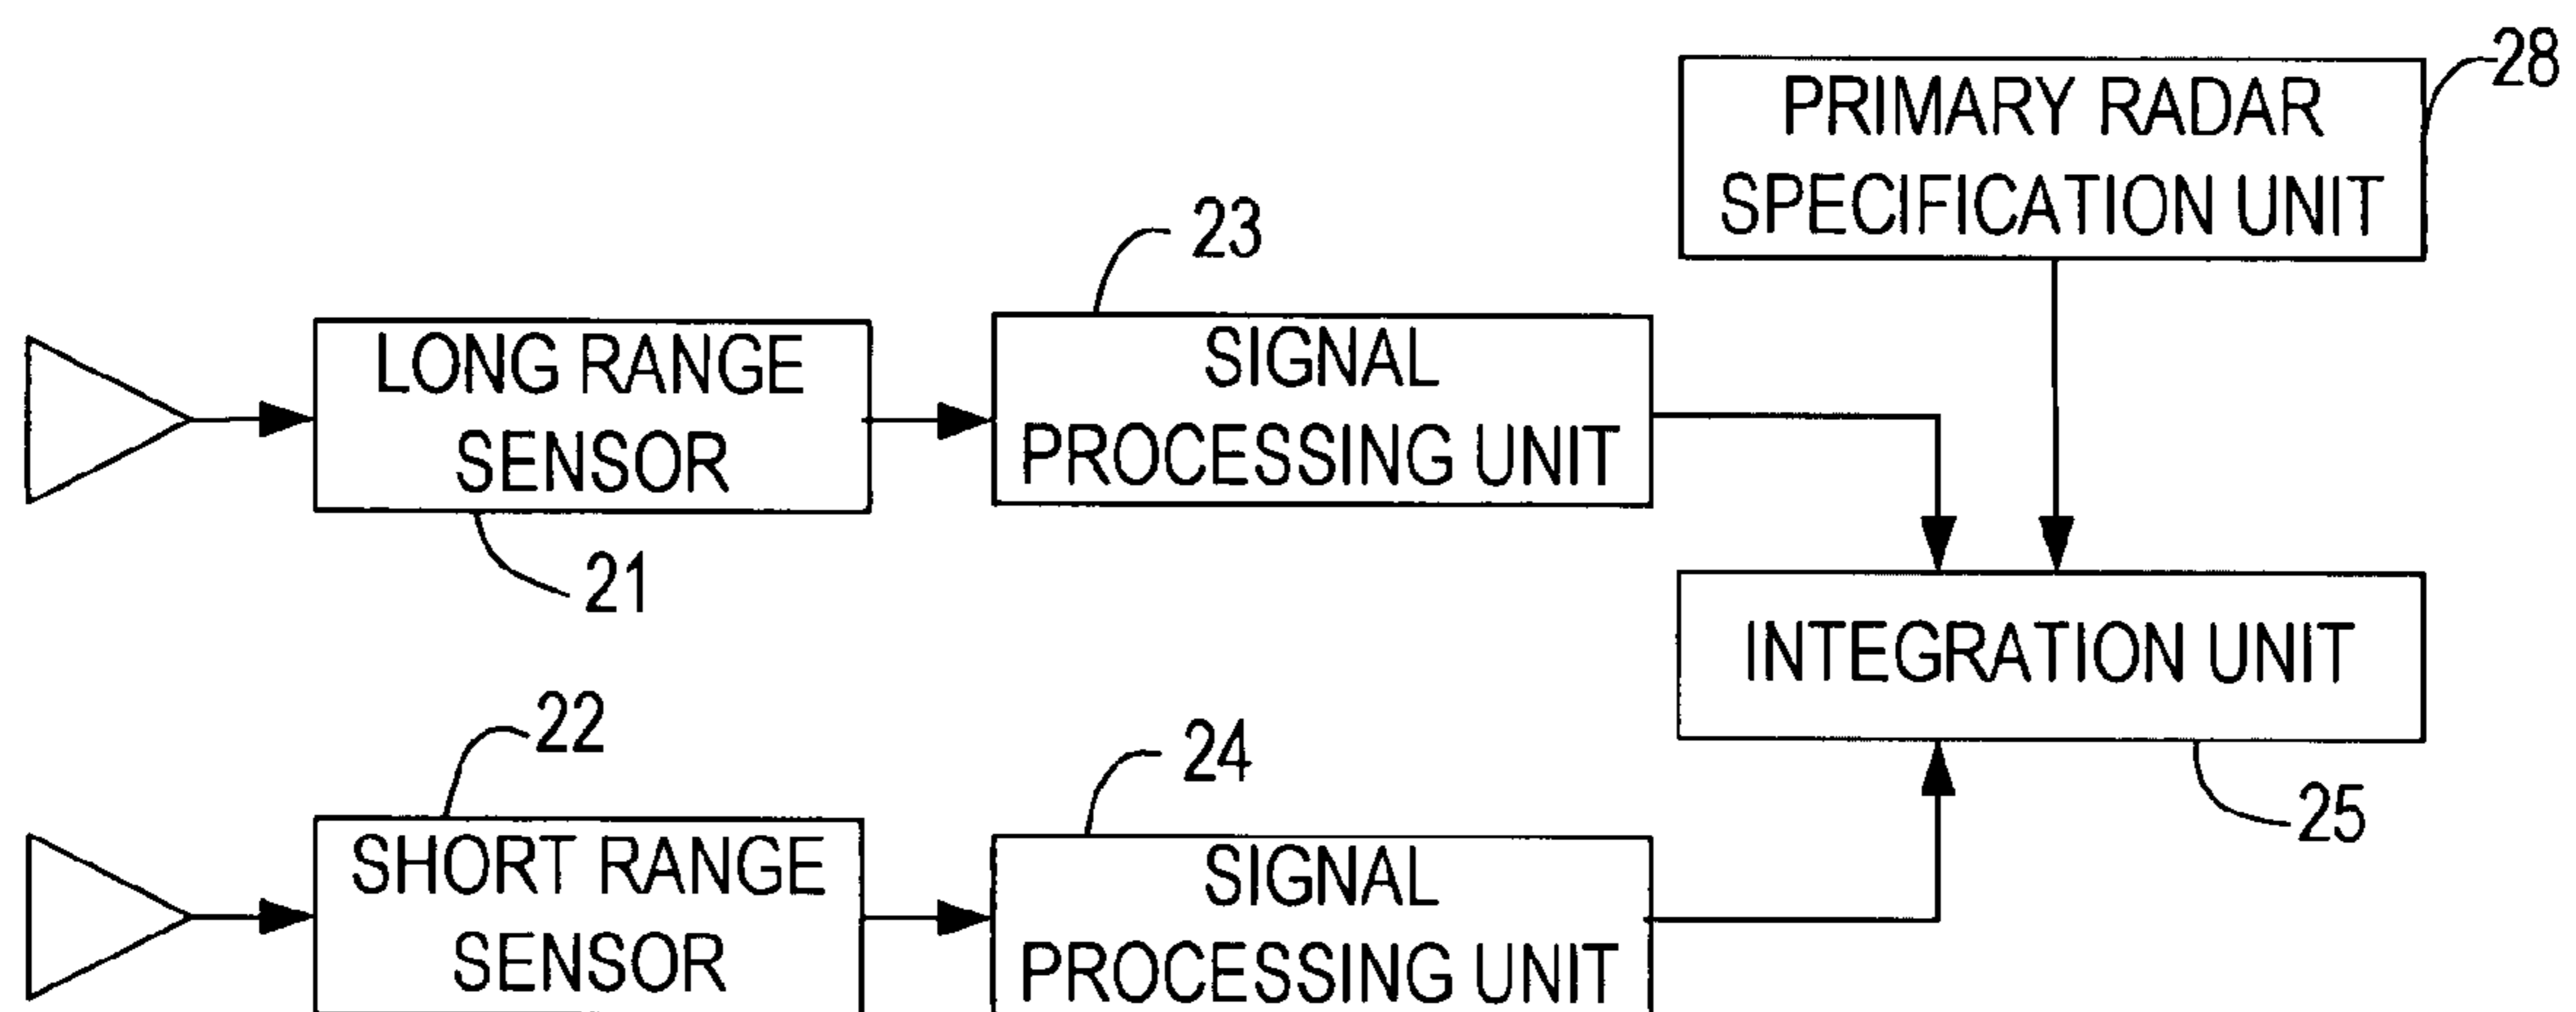 28
PRIMARY RADAR
SPECIFICATION UNIT
23
LONG RANGE
SENSOR
SIGNAL
PROCESSING UNIT
21
INTEGRATION UNIT
22
24
25
SHORT RANGE
SENSOR
SIGNAL
PROCESSING UNIT